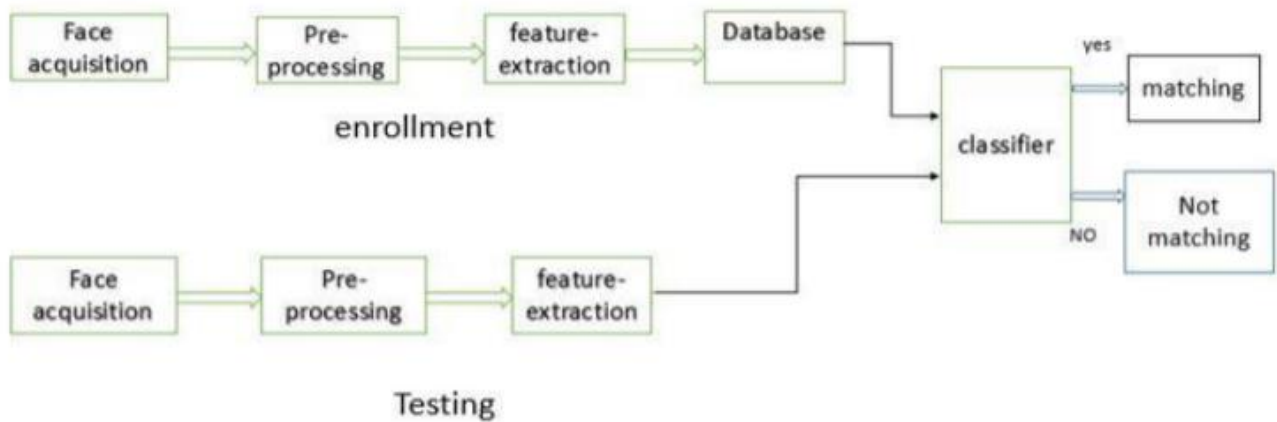 Face
acquisition
Pre-
processing
feature-
extraction
Database
enrollment
classifier
yes
matching
NO
Not
matching
Face
acquisition
Pre-
processing
feature-
extraction
Testing